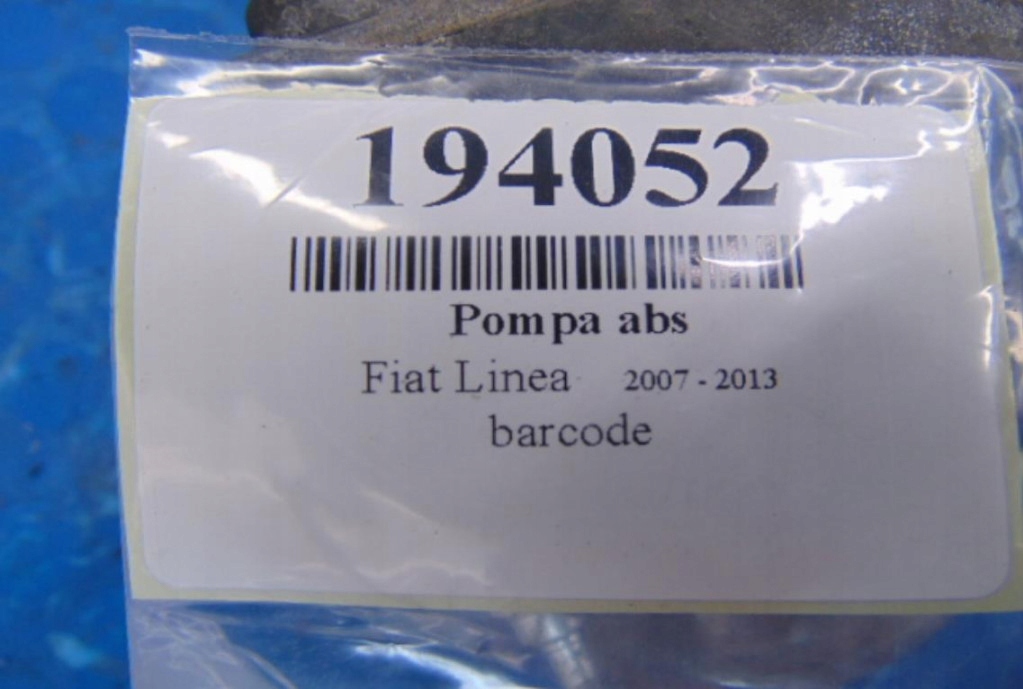 194052
Pompa abs
Fiat Linea 2007 - 2013
barcode